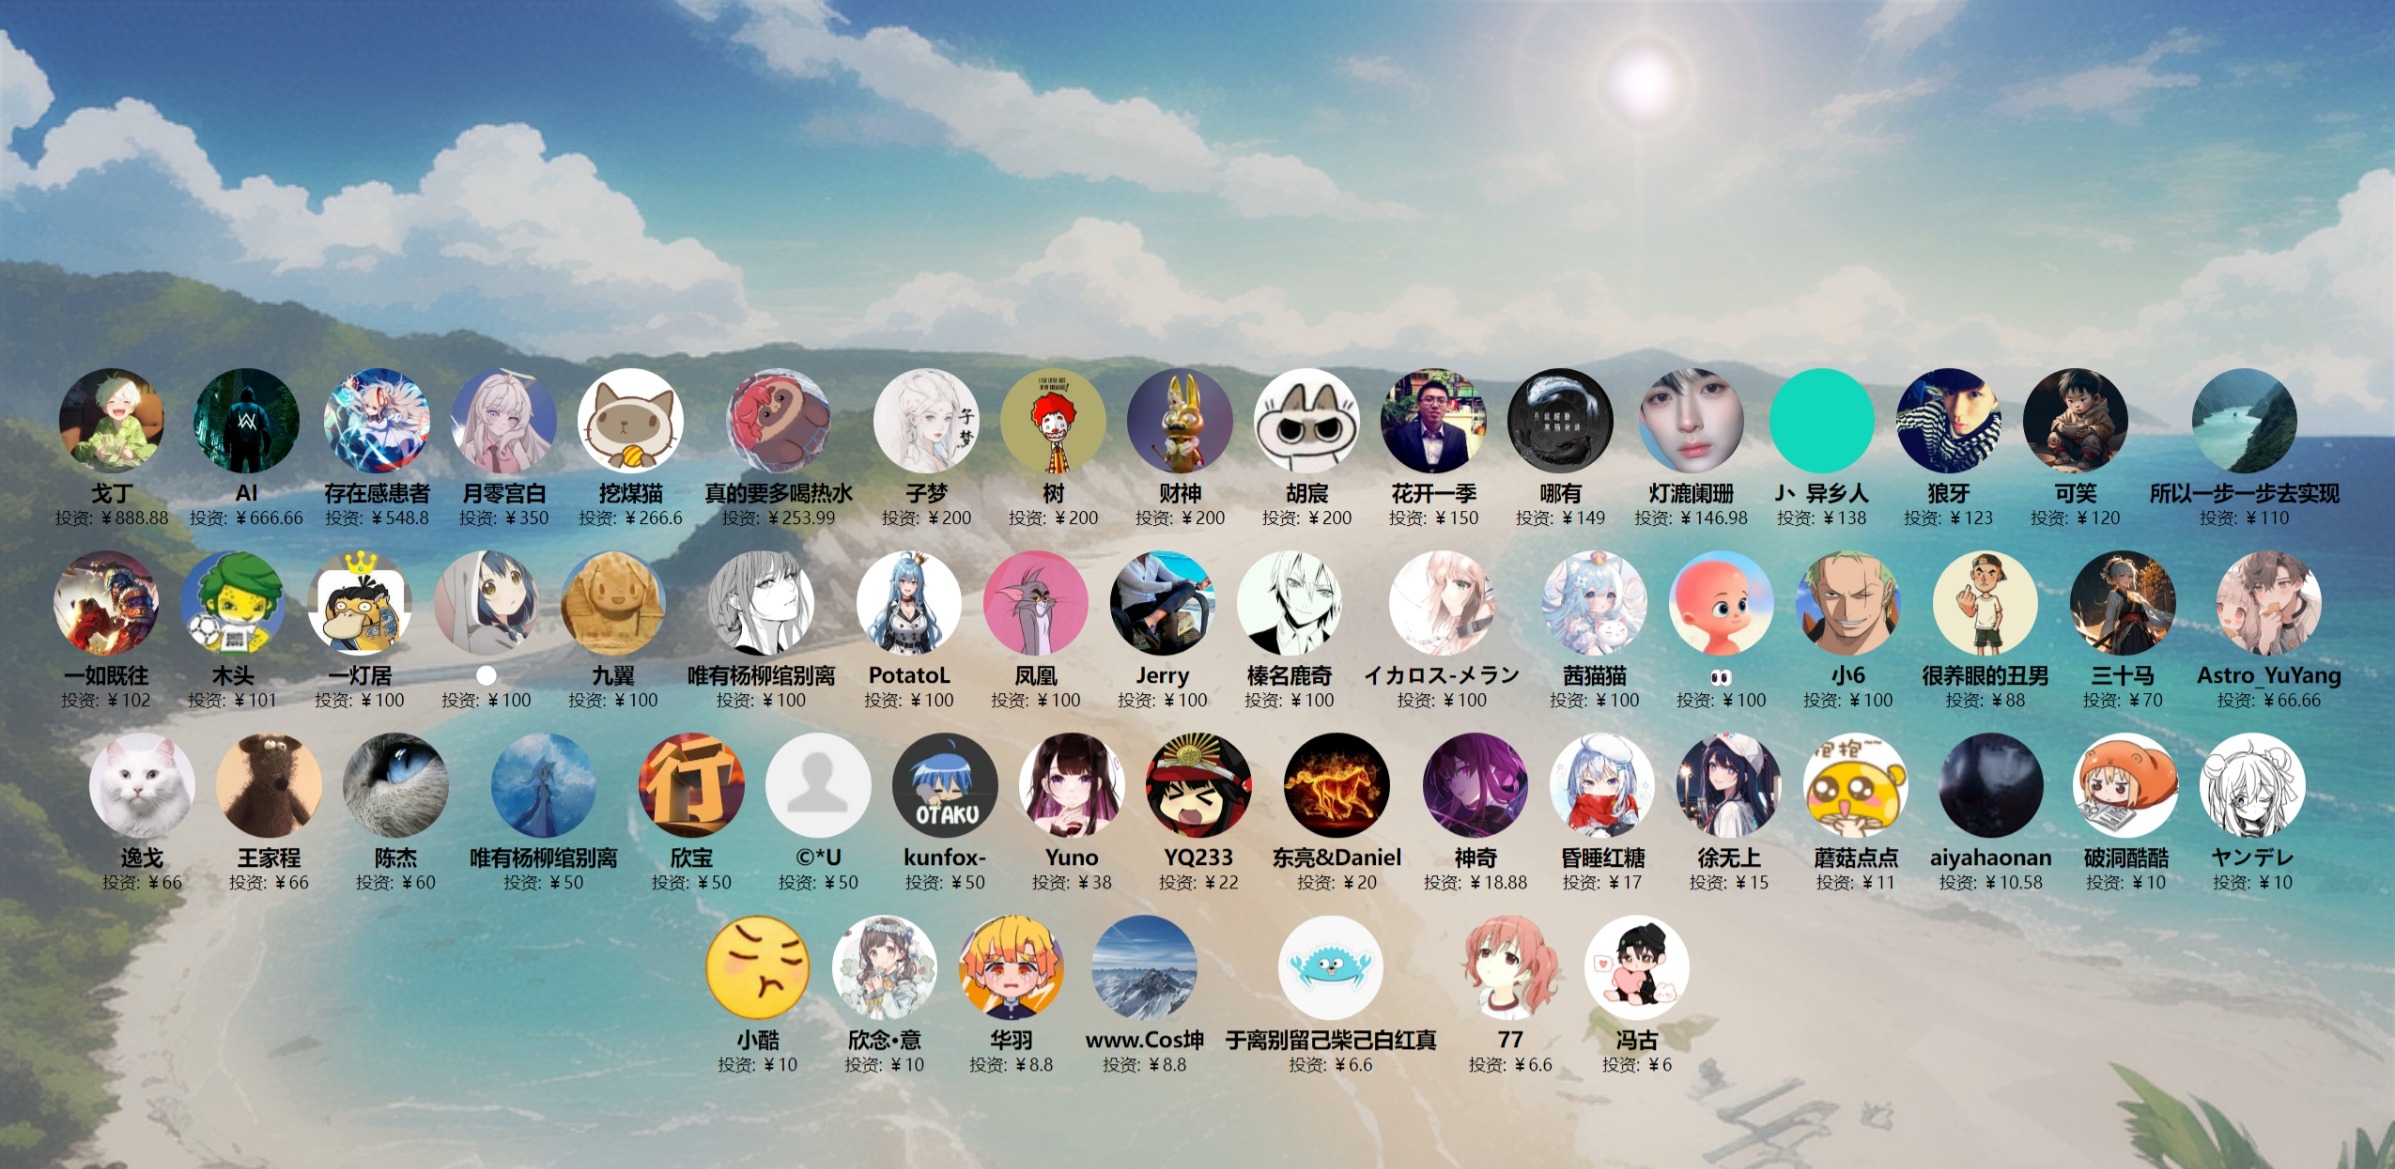 戈丁
投资: ¥888.88
AI
投资: ¥666.66
存在感患者
投资: ¥548.8
月零宫白
投资: ¥350
挖煤猫
投资: ¥266.6
真的要多喝热水
投资: ¥253.99
子梦
子梦
投资: ¥200
树
投资: ¥200
财神
投资: ¥200
胡宸
投资: ¥200
花开一季
投资: ¥150
哪有
投资: ¥149
灯漉阑珊
投资: ¥146.98
J丶异乡人
投资: ¥138
狼牙
投资: ¥123
可笑
投资: ¥120
所以一步一步去实现
投资: ¥110
一如既往
投资: ¥102
木头
投资: ¥101
一灯居
投资: ¥100
投资: ¥100
九翼
投资: ¥100
唯有杨柳绾别离
投资: ¥100
PotatoL
投资: ¥100
凤凰
投资: ¥100
Jerry
投资: ¥100
榛名鹿奇
投资: ¥100
イカロス-メラン
投资: ¥100
茜猫猫
投资: ¥100
👀
投资: ¥100
小6
投资: ¥100
很养眼的丑男
投资: ¥88
三十马
投资: ¥70
Astro_YuYang
投资: ¥66.66
逸戈
投资: ¥66
王家程
投资: ¥66
陈杰
投资: ¥60
唯有杨柳绾别离
投资: ¥50
行
欣宝
投资: ¥50
©*U
投资: ¥50
OTAKU
kunfox-
投资: ¥50
Yuno
投资: ¥38
YQ233
投资: ¥22
东亮&Daniel
投资: ¥20
神奇
投资: ¥18.88
昏睡红糖
投资: ¥17
徐无上
投资: ¥15
抱抱~~
蘑菇点点
投资: ¥11
aiyahaonan
投资: ¥10.58
破洞酷酷
投资: ¥10
ヤンデレ
投资: ¥10
小酷
投资: ¥10
欣念•意
投资: ¥10
华羽
投资: ¥8.8
www.Cos坤
投资: ¥8.8
于离别留己柴己白红真
投资: ¥6.6
77
投资: ¥6.6
冯古
投资: ¥6